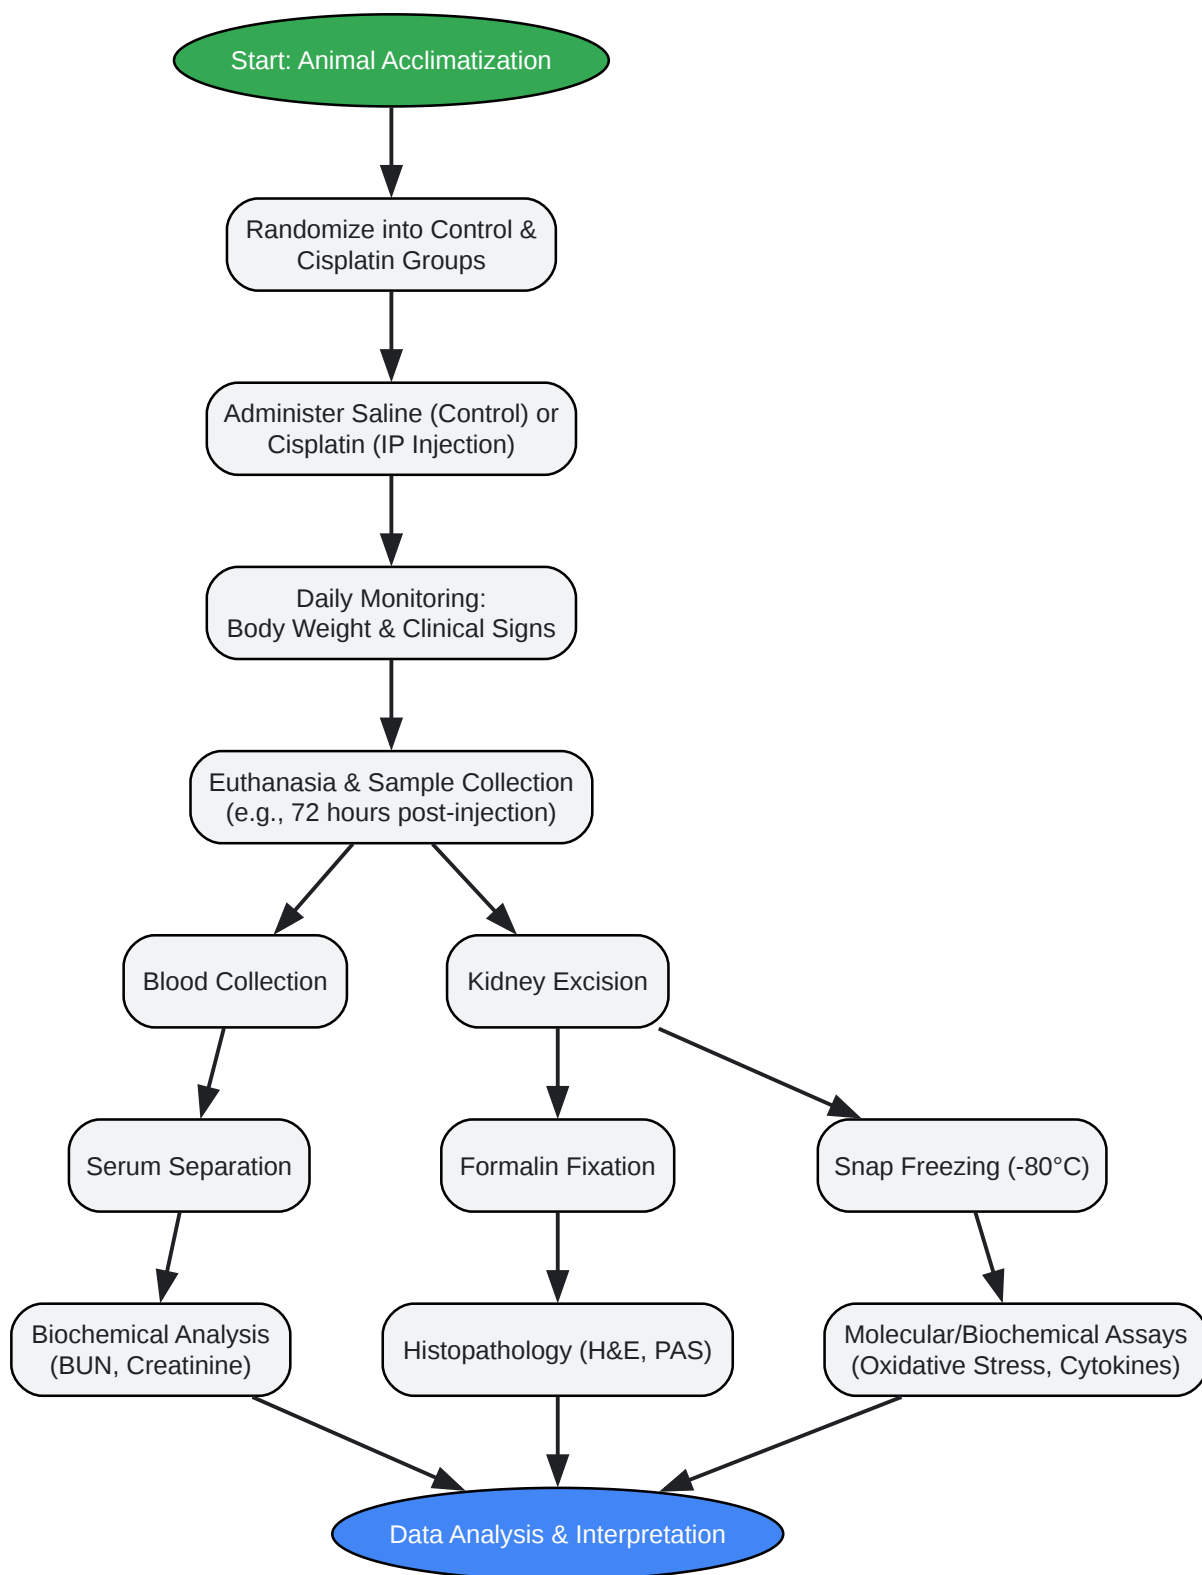 Start: Animal Acclimatization
Randomize into Control &
Cisplatin Groups
Administer Saline (Control) or
Cisplatin (IP Injection)
Daily Monitoring:
Body Weight & Clinical Signs
Euthanasia & Sample Collection
(e.g., 72 hours post-injection)
Blood Collection
Kidney Excision
Serum Separation
Formalin Fixation
Snap Freezing (-80°C)
Biochemical Analysis
(BUN, Creatinine)
Histopathology (H&E, PAS)
Molecular/Biochemical Assays
(Oxidative Stress, Cytokines)
Data Analysis & Interpretation